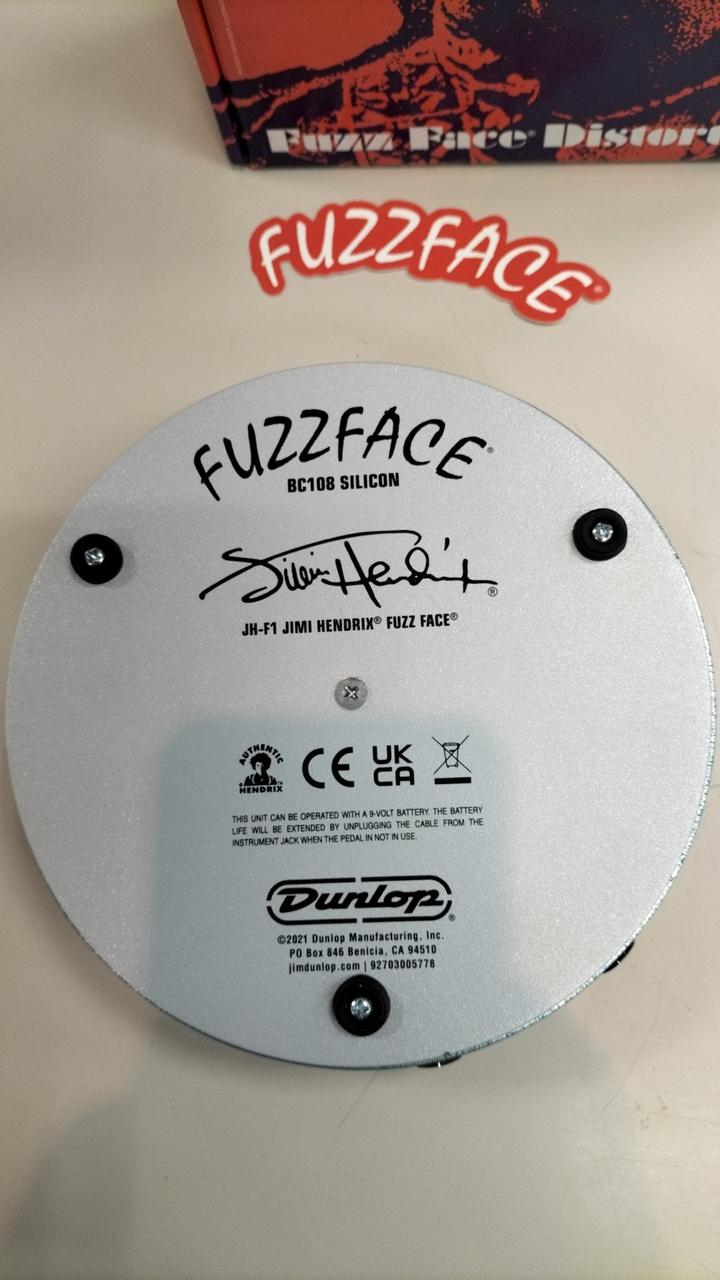 Fuzz Face® Distor
FUZZFACE®
FUZZFACE®
BC108 SILICON
Jimi Hendrix®
JH-F1 JIMI HENDRIX® FUZZ FACE®
AUTHENTIC
HENDRIX
CE
UK
CA
THIS UNIT CAN BE OPERATED WITH A 9-VOLT BATTERY. THE BATTERY
LIFE WILL BE EXTENDED BY UNPLUGGING THE CABLE FROM THE
INSTRUMENT JACK WHEN THE PEDAL IN NOT IN USE.
Dunlop®
©2021 Dunlop Manufacturing, Inc.
PO Box 846 Benicia, CA 94510
jimdunlop.com | 92703005778